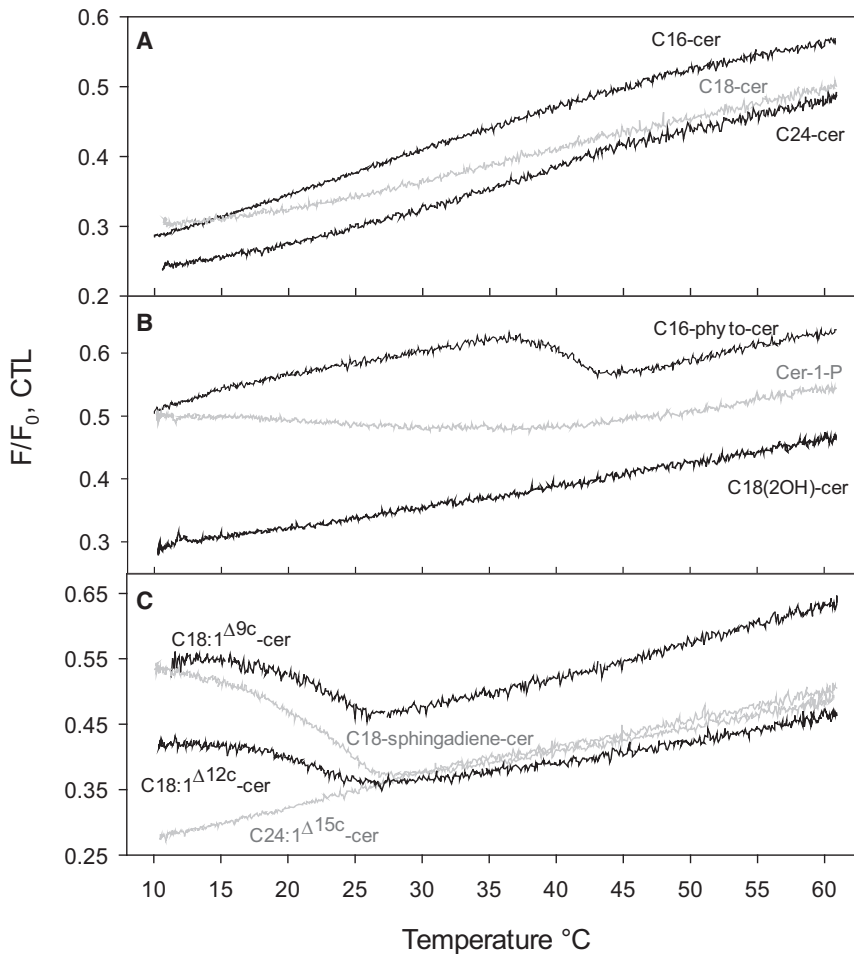 0.6
A
C16-cer
0.5
C18-cer
0.4
C24-cer
0.3
0.2
B
C16-phyto-cer
0.6
Cer-1-P
0.5
0.4
C18(2OH)-cer
0.3
F/F0, CTL
C
0.65
C18:1Δ9c-cer
0.55
0.45
C18-sphingadiene-cer
0.35
C18:1Δ12c-cer
C24:1Δ15c-cer
0.25
10 15 20 25 30 35 40 45 50 55 60
Temperature °C